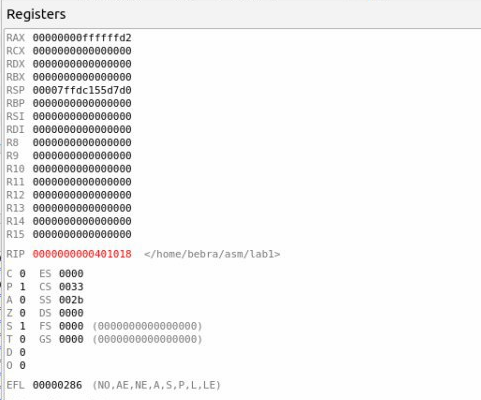 Registers
RAX 00000000ffffffd2
RCX 0000000000000000
RDX 0000000000000000
RBX 0000000000000000
RSP 00007ffdc155d7d0
RBP 0000000000000000
RSI 0000000000000000
RDI 0000000000000000
R8 0000000000000000
R9 0000000000000000
R10 0000000000000000
R11 0000000000000000
R12 0000000000000000
R13 0000000000000000
R14 0000000000000000
R15 0000000000000000
RIP 0000000000401018 </home/bebra/asm/lab1>
C 0 ES 0000
P 1 CS 0033
A 0 SS 002b
Z 0 DS 0000
S 1 FS 0000 (0000000000000000)
T 0 GS 0000 (0000000000000000)
D 0
O 0
EFL 00000286 (NO,AE,NE,A,S,P,L,LE)